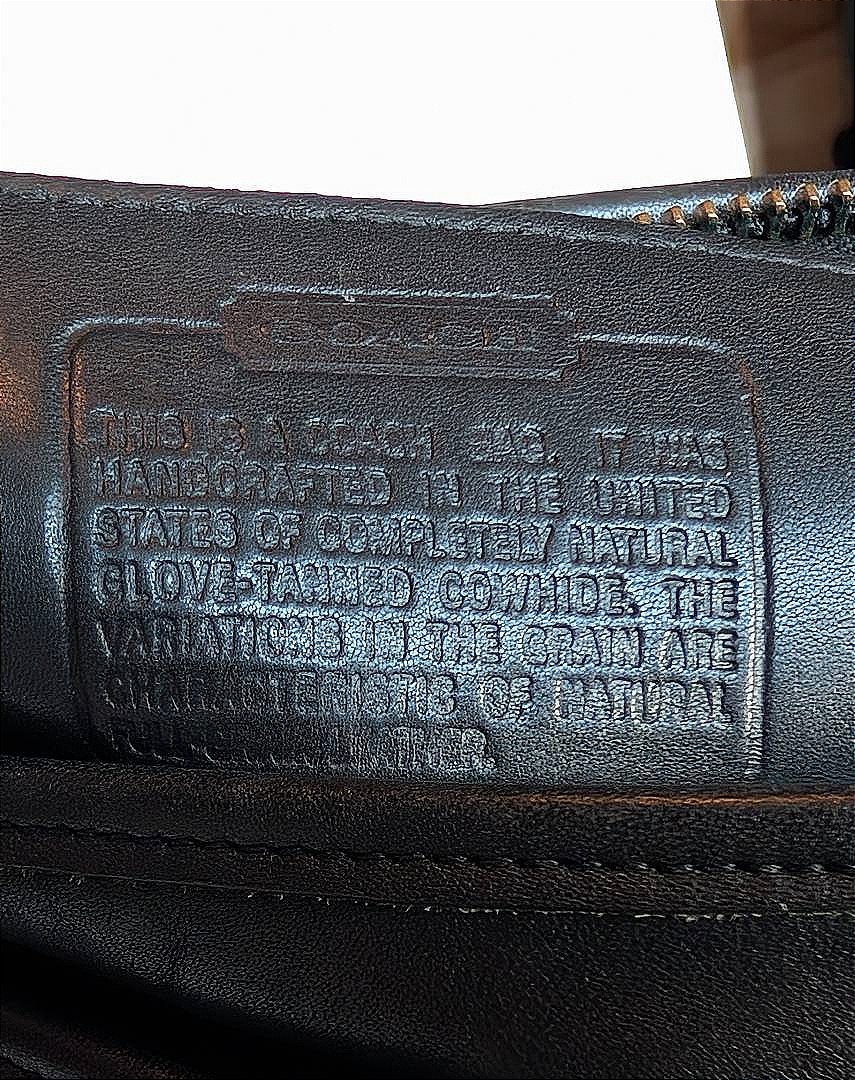 COACH
THIS IS A COACH BAG. IT WAS
HANDCRAFTED IN THE UNITED
STATES OF COMPLETELY NATURAL
GLOVE-TANNED COWHIDE. THE
VARIATIONS IN THE GRAIN ARE
CHARACTERISTIC OF NATURAL